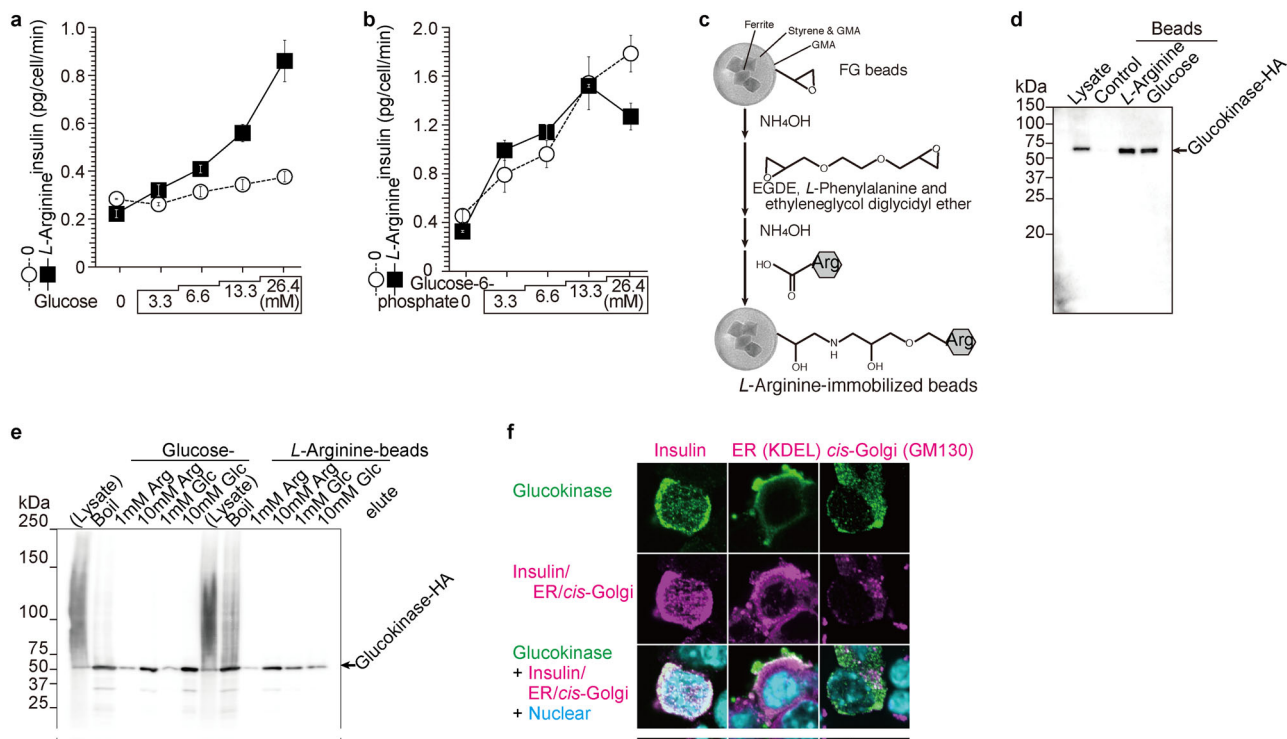 a
insulin (pg/cell/min)
1.0
0.8
0.6
0.4
0.2
0
0
L-Arginine
Glucose
0
3.3
6.6
13.3
26.4
(mM)
b
insulin (pg/cell/min)
2.0
1.6
1.2
0.8
0.4
0
0
L-Arginine
Glucose-6-
phosphate
0
3.3
6.6
13.3
26.4
(mM)
c
Ferrite
Styrene & GMA
GMA
FG beads
O
NH₄OH
O
O
O
O
EGDE, L-Phenylalanine and
ethyleneglycol diglycidyl ether
NH₄OH
HO
O
Arg
OH
N
H
OH
O
Arg
L-Arginine-immobilized beads
d
Beads
kDa
Lysate
Control
L-Arginine
Glucose
Glucokinase-HA
150
100
75
50
37
25
20
e
Glucose-
L-Arginine-beads
kDa
(Lysate)
Boil
1mM Arg
10mM Arg
1mM Glc
10mM Glc
(Lysate)
Boil
1mM Arg
10mM Arg
1mM Glc
10mM Glc
elute
Glucokinase-HA
250
150
100
75
50
37
25
f
Insulin
ER (KDEL)
cis-Golgi (GM130)
Glucokinase
Insulin/
ER/cis-Golgi
Glucokinase
+ Insulin/
ER/cis-Golgi
+ Nuclear